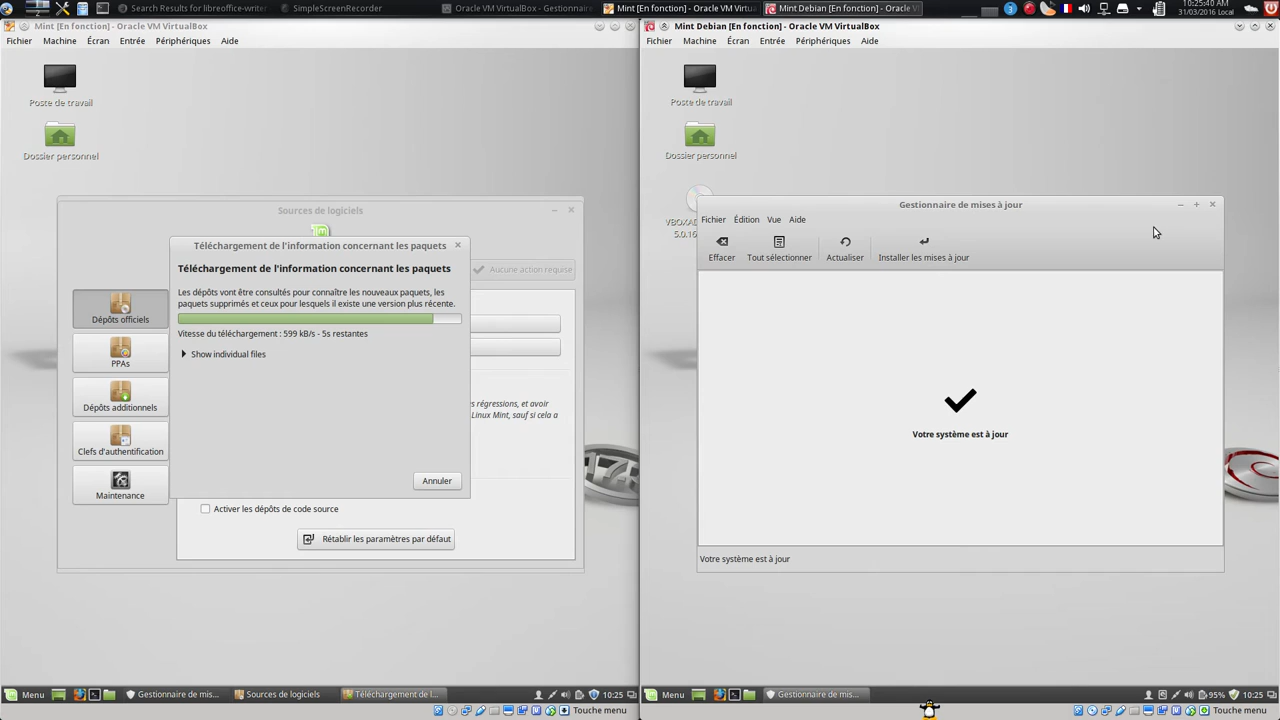 Search Results for libreoffice-writer
SimpleScreenRecorder
Oracle VM VirtualBox - Gestionnai
Mint [En fonction] - Oracle VM Virtu
Mint Debian [En fonction] - Oracle V
10:25:40 AM
31/03/2016 Local
Mint [En fonction] - Oracle VM VirtualBox
Fichier Machine Écran Entrée Périphériques Aide
Poste de travail
Dossier personnel
Sources de logiciels
Téléchargement de l'information concernant les paquets
Téléchargement de l'information concernant les paquets
Les dépôts vont être consultés pour connaître les nouveaux paquets, les
paquets supprimés et ceux pour lesquels il existe une version plus récente.
Vitesse du téléchargement : 599 kB/s - 5s restantes
Show individual files
Annuler
Aucune action requise
Dépôts officiels
PPAs
Dépôts additionnels
Clefs d'authentification
Maintenance
es régressions, et avoir
Linux Mint, sauf si cela a
Activer les dépôts de code source
Rétablir les paramètres par défaut
17
Menu
Gestionnaire de mis...
Sources de logiciels
Téléchargement de l...
10:25
Touche menu
Mint Debian [En fonction] - Oracle VM VirtualBox
Fichier Machine Écran Entrée Périphériques Aide
Poste de travail
Dossier personnel
VBOXAD
5.0.16
Gestionnaire de mises à jour
Fichier Édition Vue Aide
Effacer
Tout sélectionner
Actualiser
Installer les mises à jour
Votre système est à jour
Votre système est à jour
Menu
Gestionnaire de mis...
95%
10:25
Touche menu